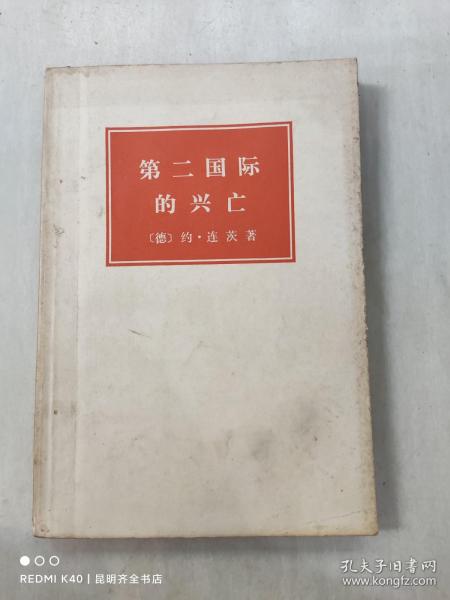 第二国际
的兴亡
〔德〕约·连茨著
REDMI K40 | 昆明齐全书店
孔夫子旧书网
www.kongfz.com